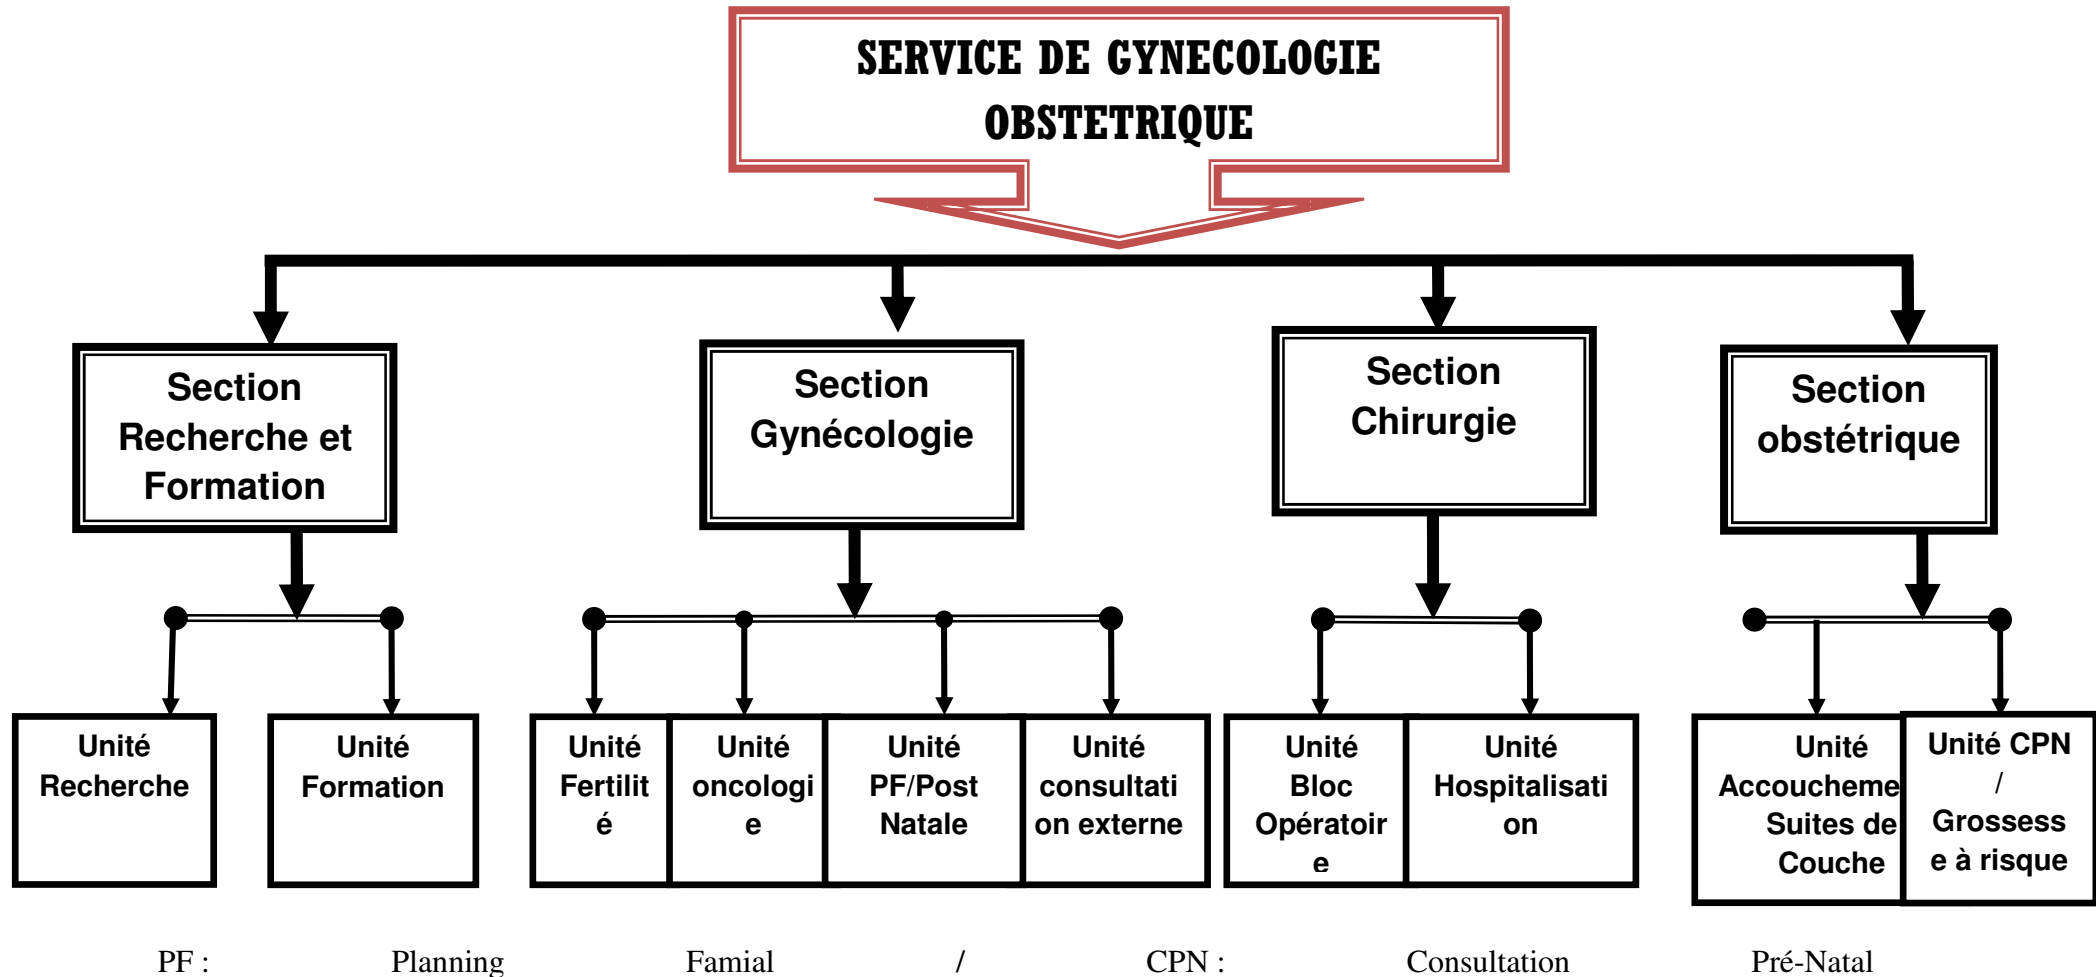 SERVICE DE GYNECOLOGIE
OBSTETRIQUE
Section
Recherche et
Formation
Section
Gynécologie
Section
Chirurgie
Section
obstétrique
Unité
Recherche
Unité
Formation
Unité
Fertilit
é
Unité
oncologi
e
Unité
PF/Post
Natale
Unité
consultati
on externe
Unité
Bloc
Opératoir
e
Unité
Hospitalisati
on
Unité
Accoucheme
Suites de
Couche
Unité CPN
/
Grossess
e à risque
PF : Planning Famial / CPN : Consultation Pré-Natal